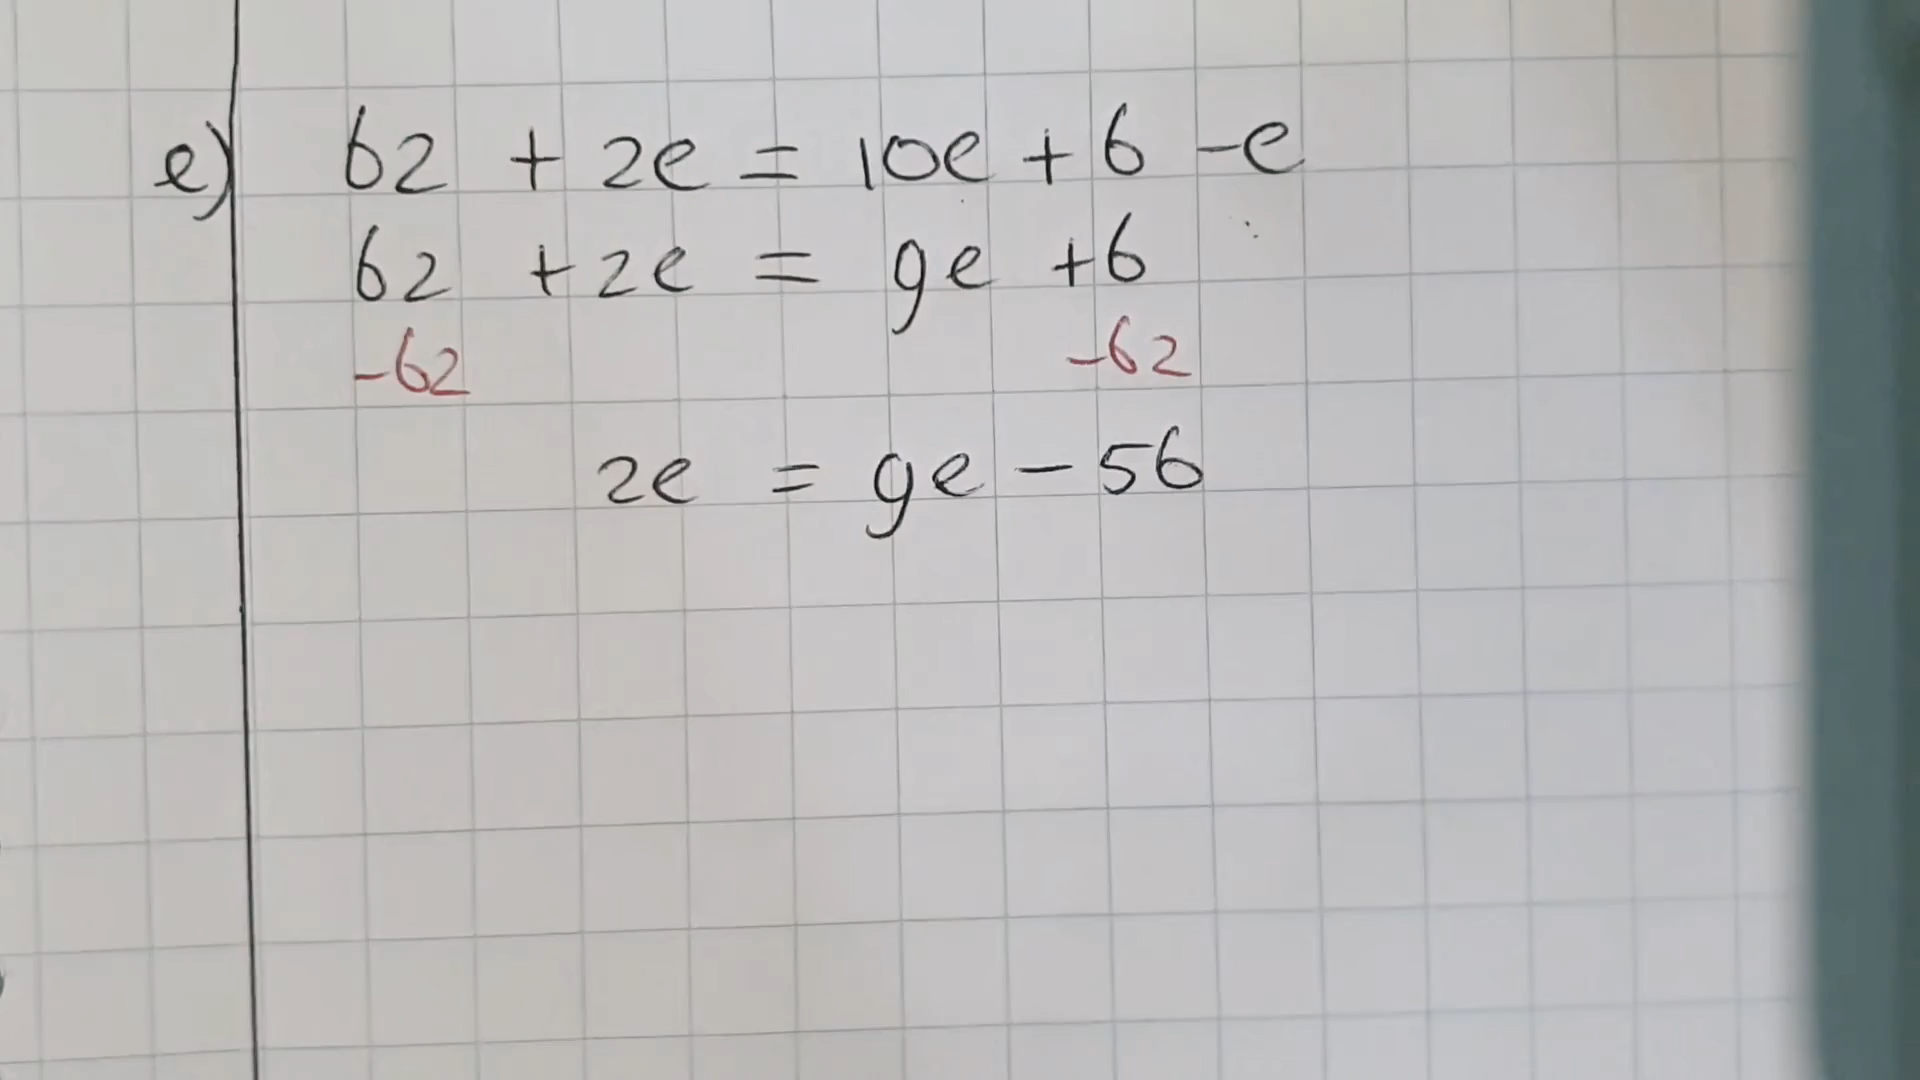 e) 62 + 2e = 10e + 6 - e
62 + 2e = 9e + 6
-62 -62
2e = 9e - 56